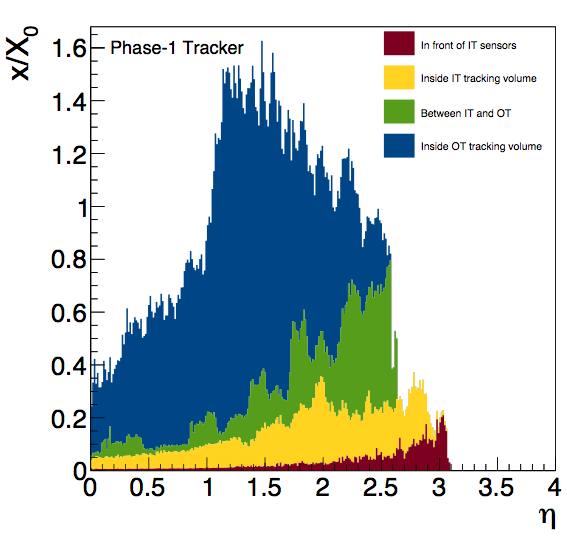 x/X0
Phase-1 Tracker
In front of IT sensors
Inside IT tracking volume
Between IT and OT
Inside OT tracking volume
1.6
1.4
1.2
1
0.8
0.6
0.4
0.2
0
0 0.5 1 1.5 2 2.5 3 3.5 4
η